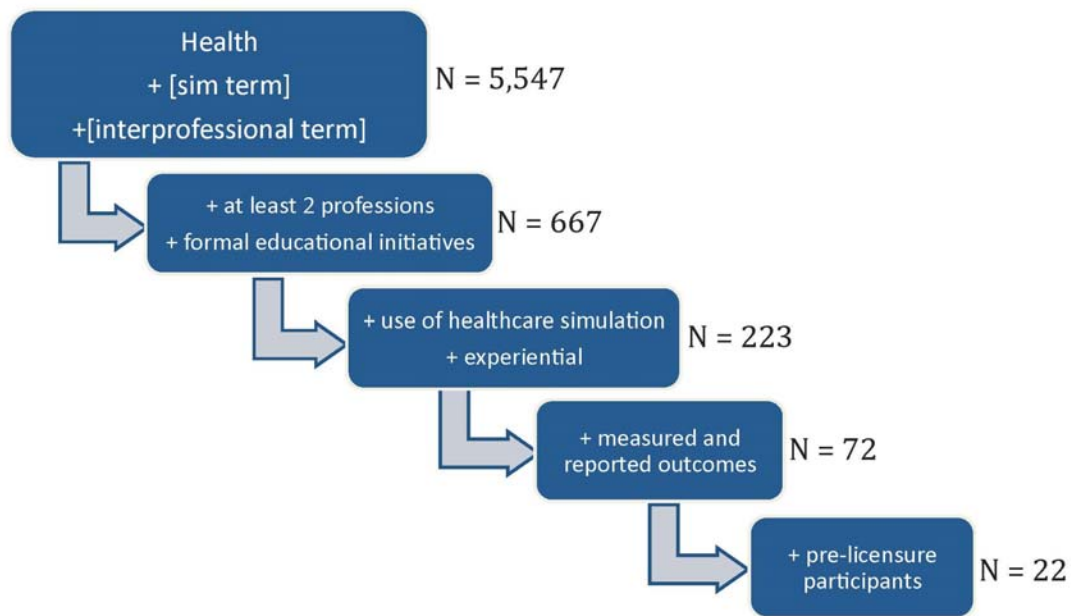 Health
+ [sim term]
+[interprofessional term]
N = 5,547
+ at least 2 professions
+ formal educational initiatives
N = 667
+ use of healthcare simulation
+ experiential
N = 223
+ measured and
reported outcomes
N = 72
+ pre-licensure
participants
N = 22